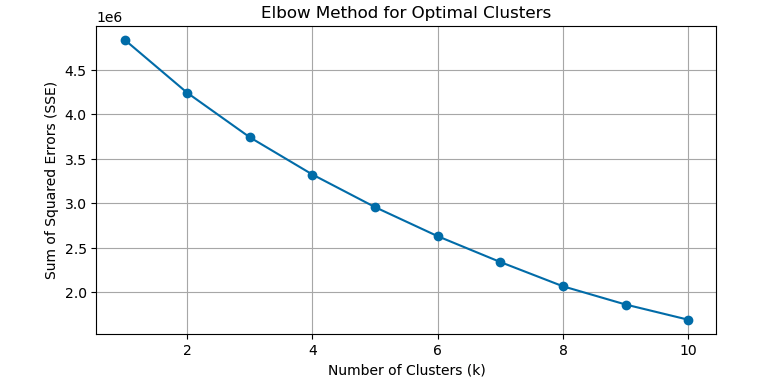 Elbow Method for Optimal Clusters
1e6
4.5
4.0
3.5
3.0
2.5
2.0
Sum of Squared Errors (SSE)
2 4 6 8 10
Number of Clusters (k)